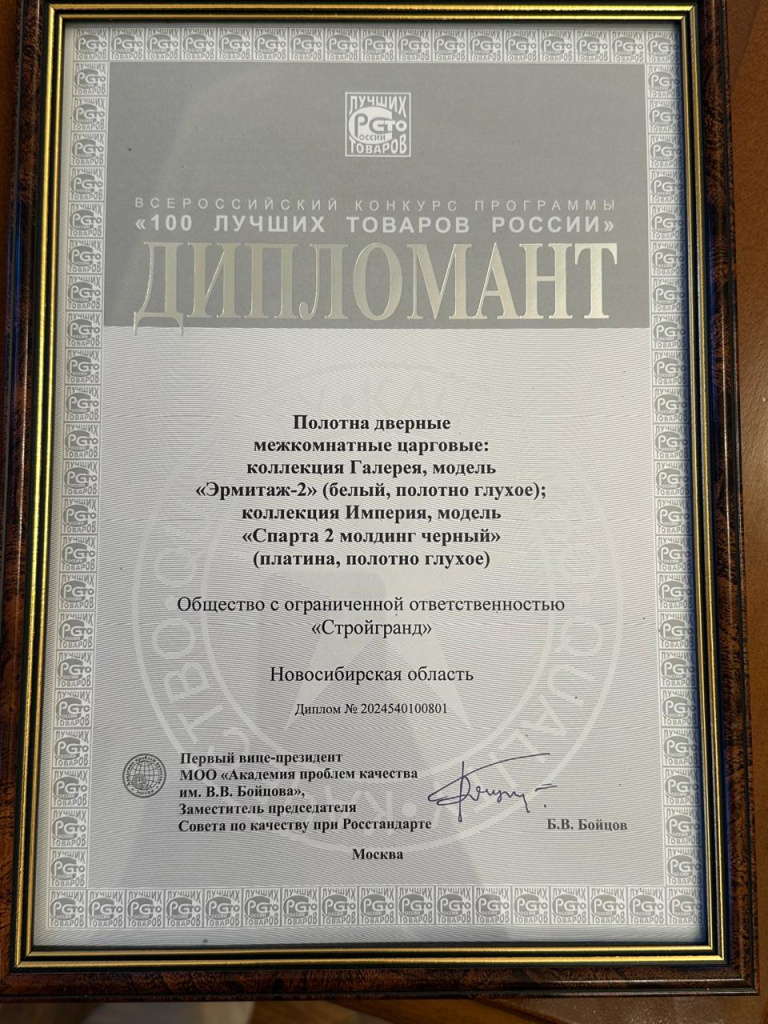 ЛУЧШИХ
PGто
оссии
ТОВАРОВ
ВСЕРОССИЙСКИЙ КОНКУРС ПРОГРАММЫ
«100 ЛУЧШИХ ТОВАРОВ РОССИИ»
ДИПЛОМАНТ
Полотна дверные
межкомнатные царговые:
коллекция Галерея, модель
«Эрмитаж-2» (белый, полотно глухое);
коллекция Империя, модель
«Спарта 2 молдинг черный»
(платина, полотно глухое)
Общество с ограниченной ответственностью
«Стройгранд»
Новосибирская область
Диплом № 2024540100801
Первый вице-президент
МОО «Академия проблем качества
им. В.В. Бойцова»,
Заместитель председателя
Совета по качеству при Росстандарте
Б.В. Бойцов
Москва